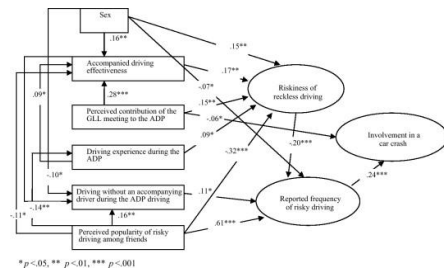 Sex
.16**
.15**
Accompanied driving
effectiveness
.17**
-.07*
Riskiness of
reckless driving
.09*
.28***
Perceived contribution of the
GLL meeting to the ADP
.15**
-.06*
Involvement in a
car crash
Driving experience during the
ADP
.09*
-.32***
-.20***
-.10*
Driving without an accompanying
driver during the ADP driving
.11*
Reported frequency
of risky driving
.24***
-.14**
.16**
-.11*
Perceived popularity of risky
driving among friends
.61***
*p<.05, ** p<.01, *** p<.001